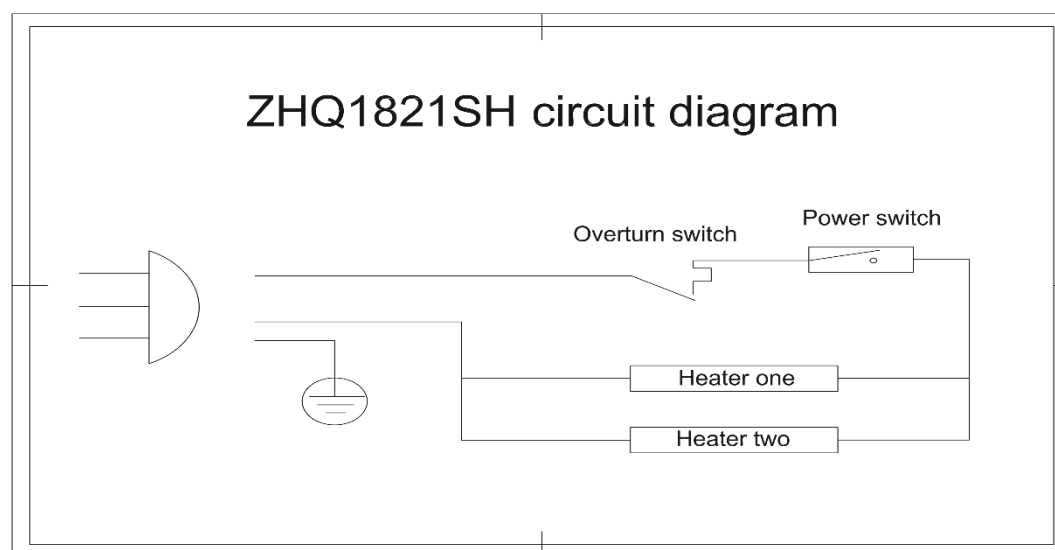 ZHQ1821SH circuit diagram
Power switch
Overturn switch
Heater one
Heater two